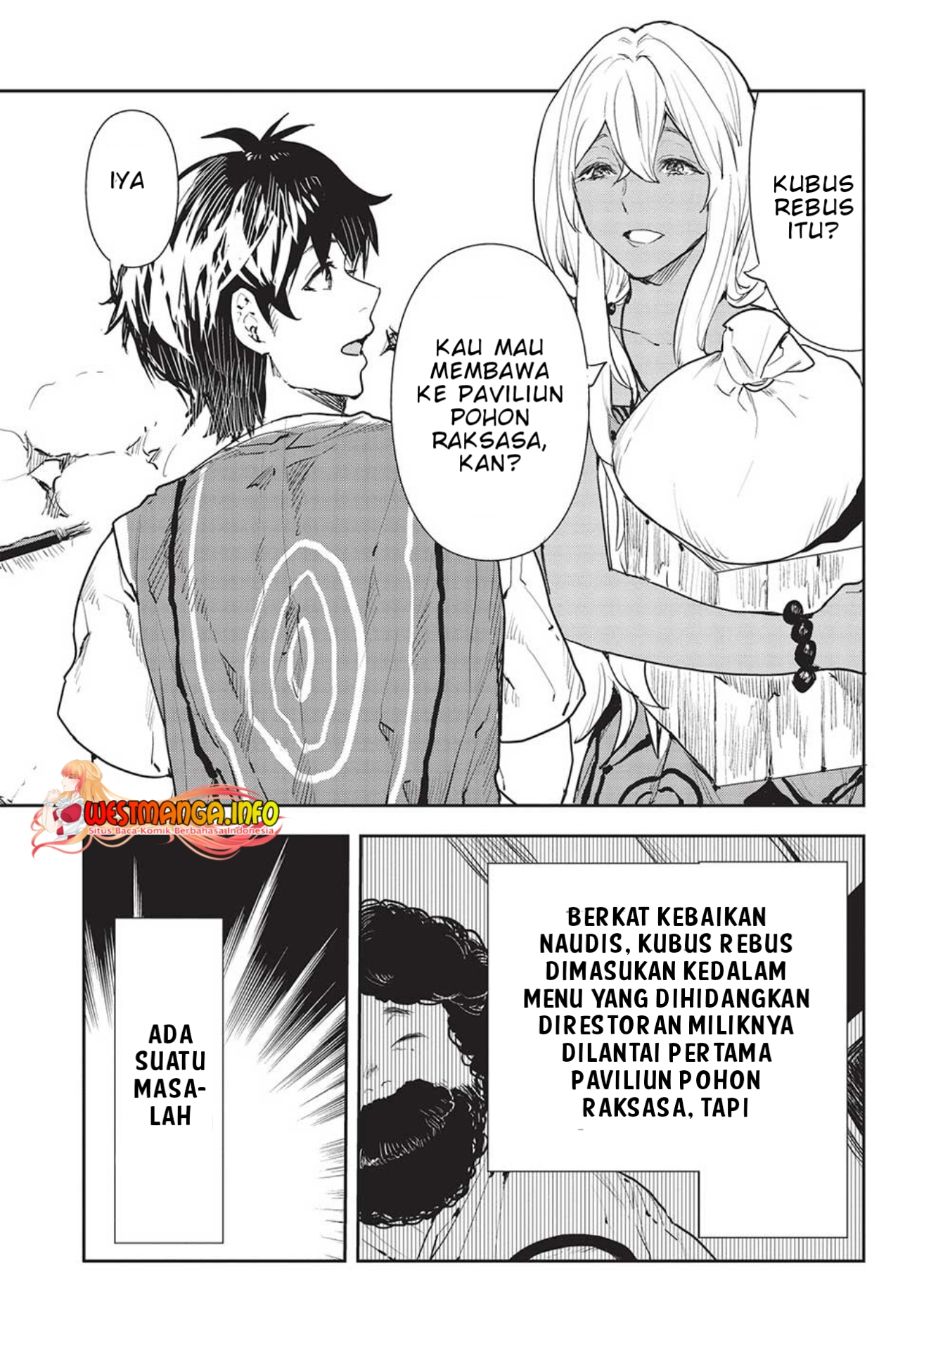 KUBUS
REBUS
ITU?
KAU MAU
MEMBAWA
KE PAVILIUN
POHON
RAKSASA,
KAN?
IYA
WESTMANGA.INFO
Situs Baca Komik Berbahasa Indonesia
BERKAT KEBAIKAN
NAUDIS, KUBUS REBUS
DIMASUKAN KEDALAM
MENU YANG DIHIDANGKAN
DIRESTORAN MILIKNYA
DILANTAI PERTAMA
PAVILIUN POHON
RAKSASA, TAPI
ADA
SUATU
MASA-
LAH